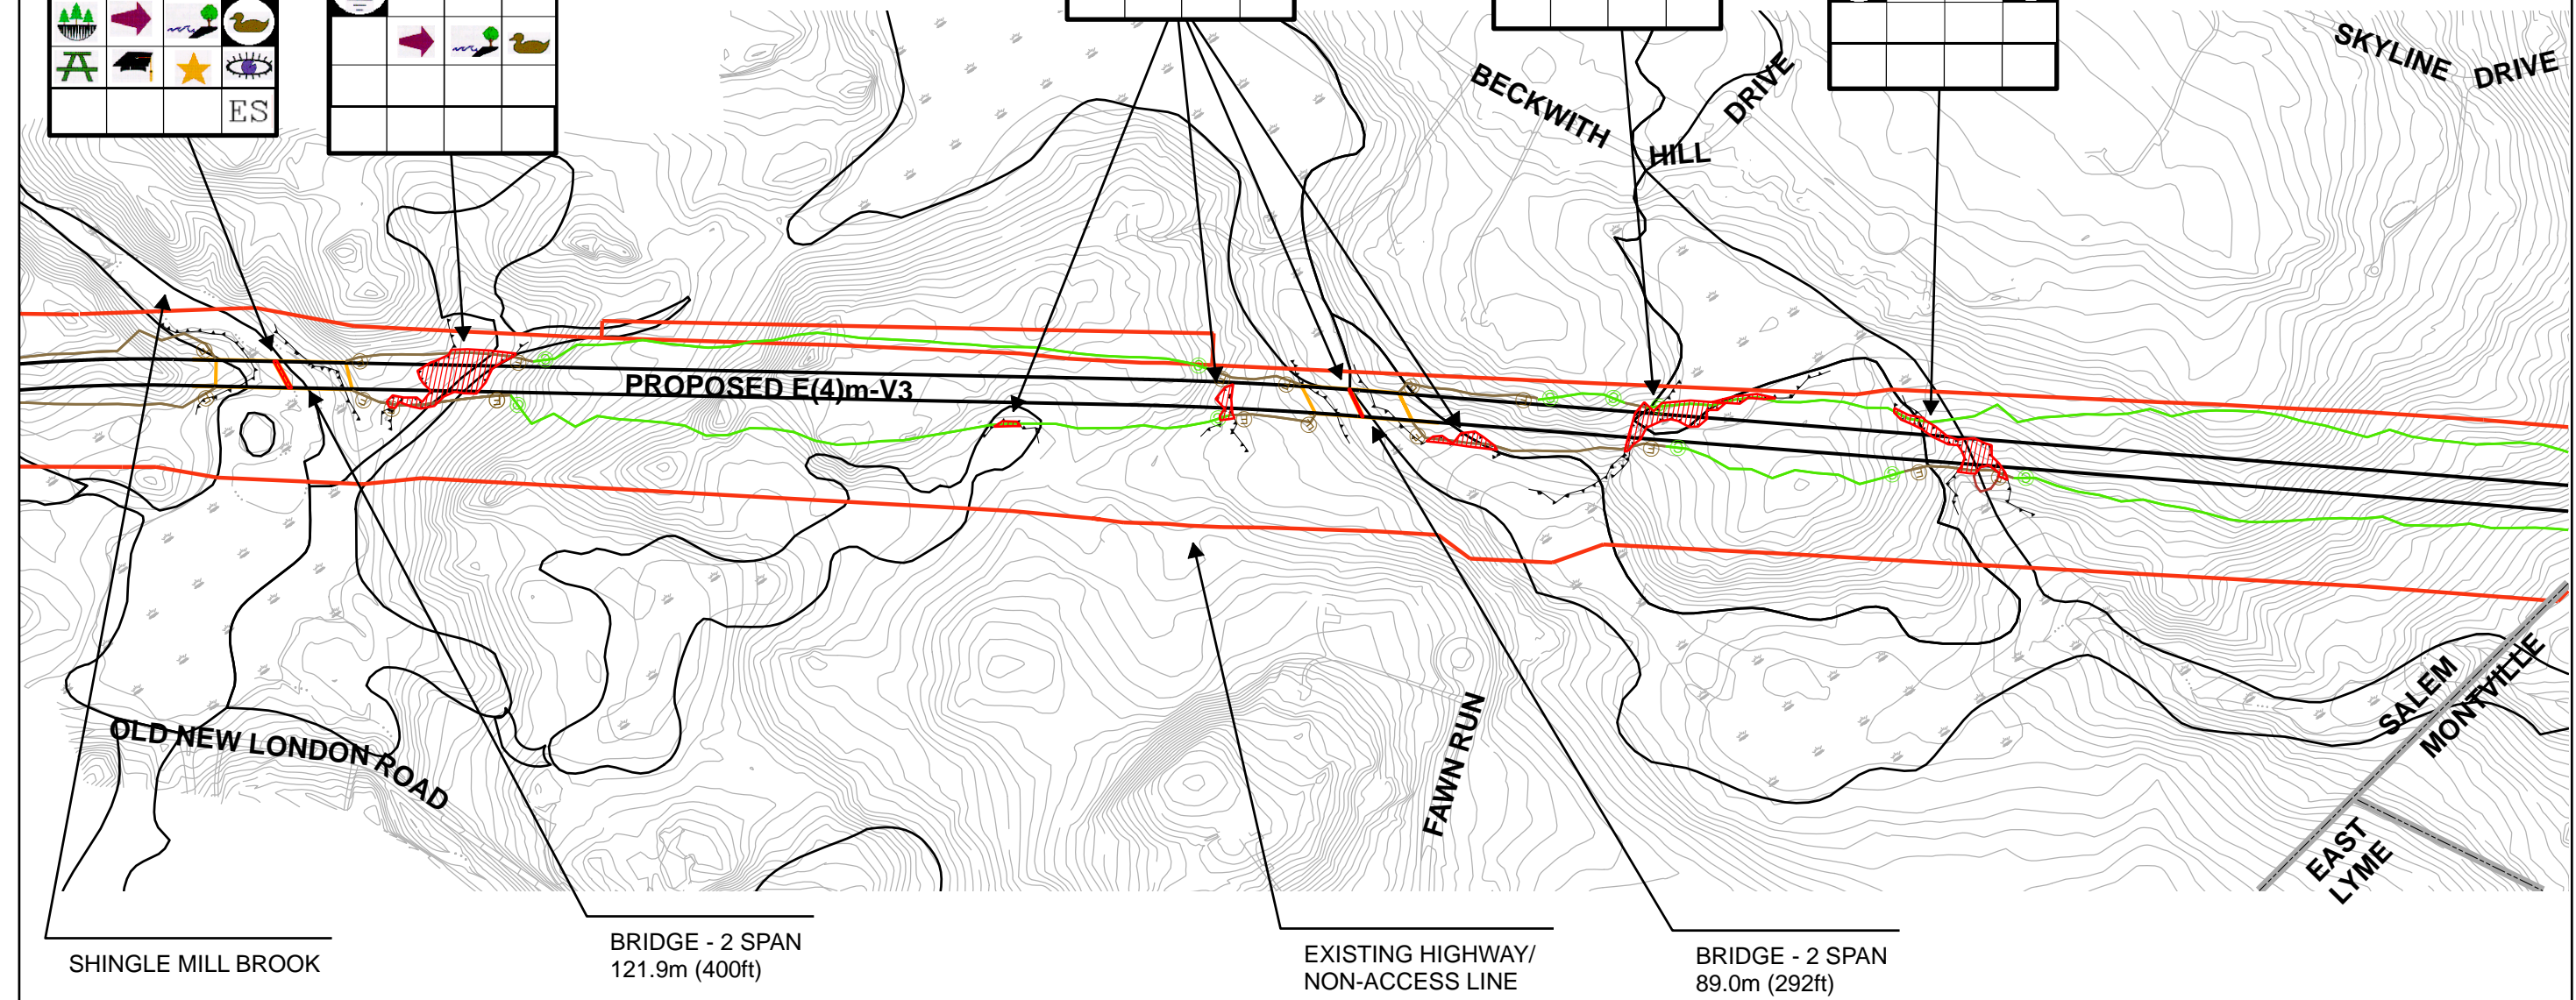 ES
SKYLINE DRIVE
BECKWITH HILL DRIVE
PROPOSED E(4)m-V3
OLD NEW LONDON ROAD
FAWN RUN
SALEM
MONTVILLE
EAST
LYME
SHINGLE MILL BROOK
BRIDGE - 2 SPAN
121.9m (400ft)
EXISTING HIGHWAY/
NON-ACCESS LINE
BRIDGE - 2 SPAN
89.0m (292ft)